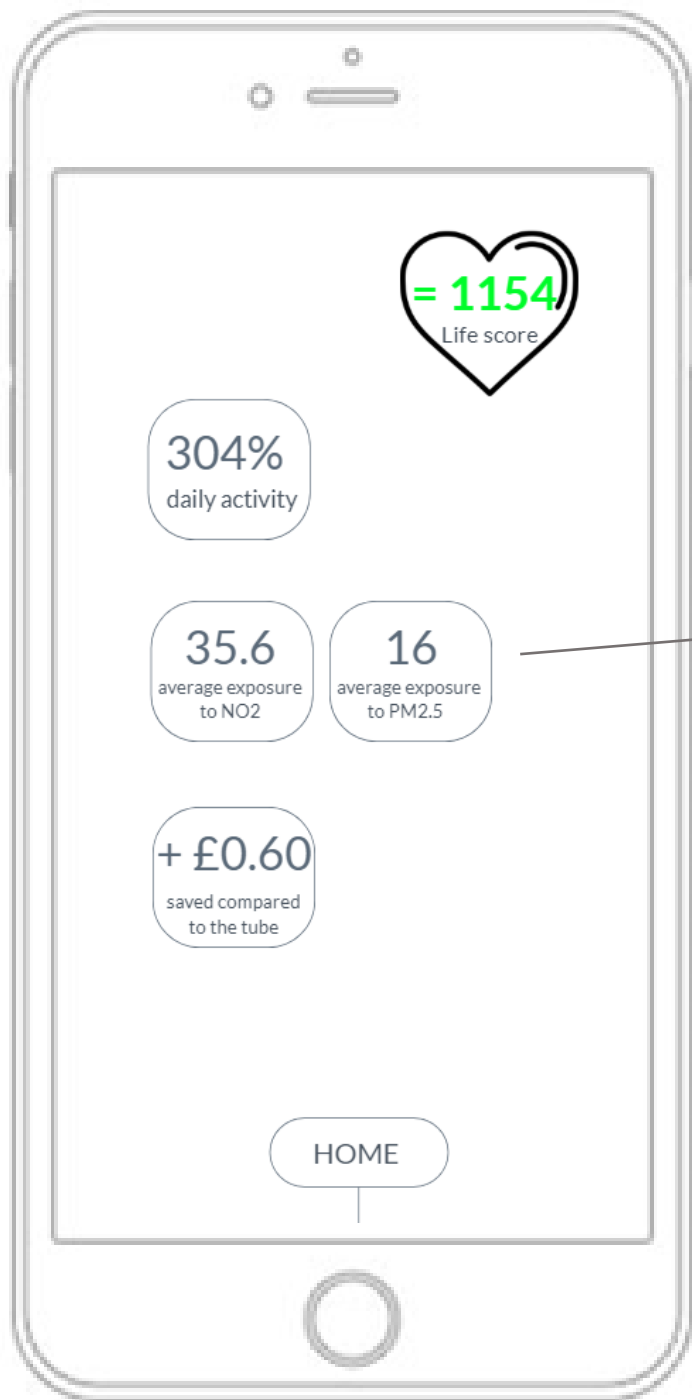 = 1154
Life score
304%
daily activity
35.6
average exposure
to NO2
16
average exposure
to PM2.5
+ £0.60
saved compared
to the tube
HOME